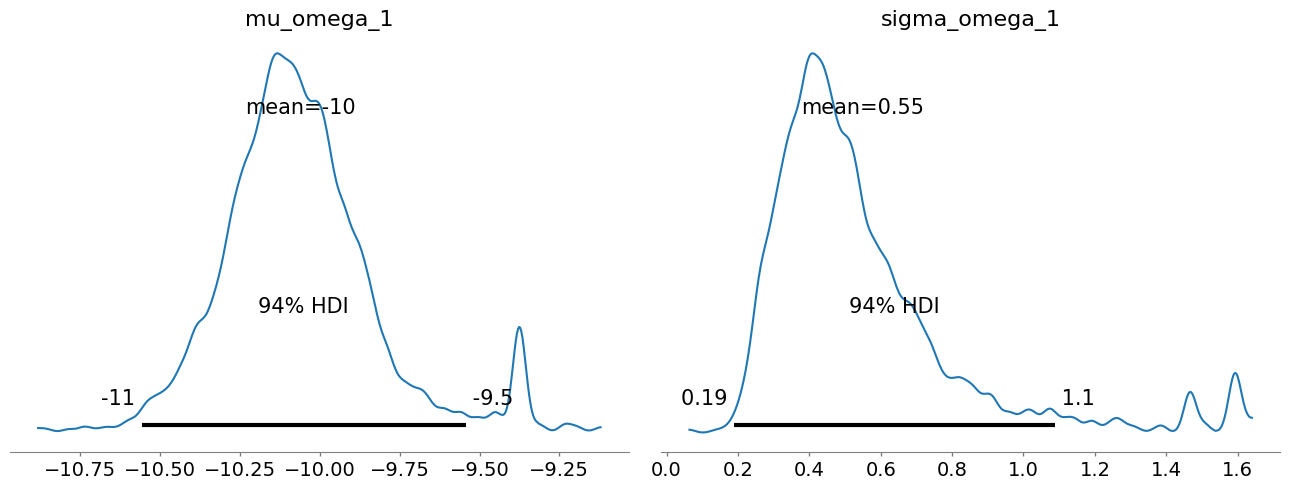 mu_omega_1
mean=-10
94% HDI
-11
-9.5
−10.75 −10.50 −10.25 −10.00 −9.75 −9.50 −9.25
sigma_omega_1
mean=0.55
94% HDI
0.19
1.1
0.0 0.2 0.4 0.6 0.8 1.0 1.2 1.4 1.6